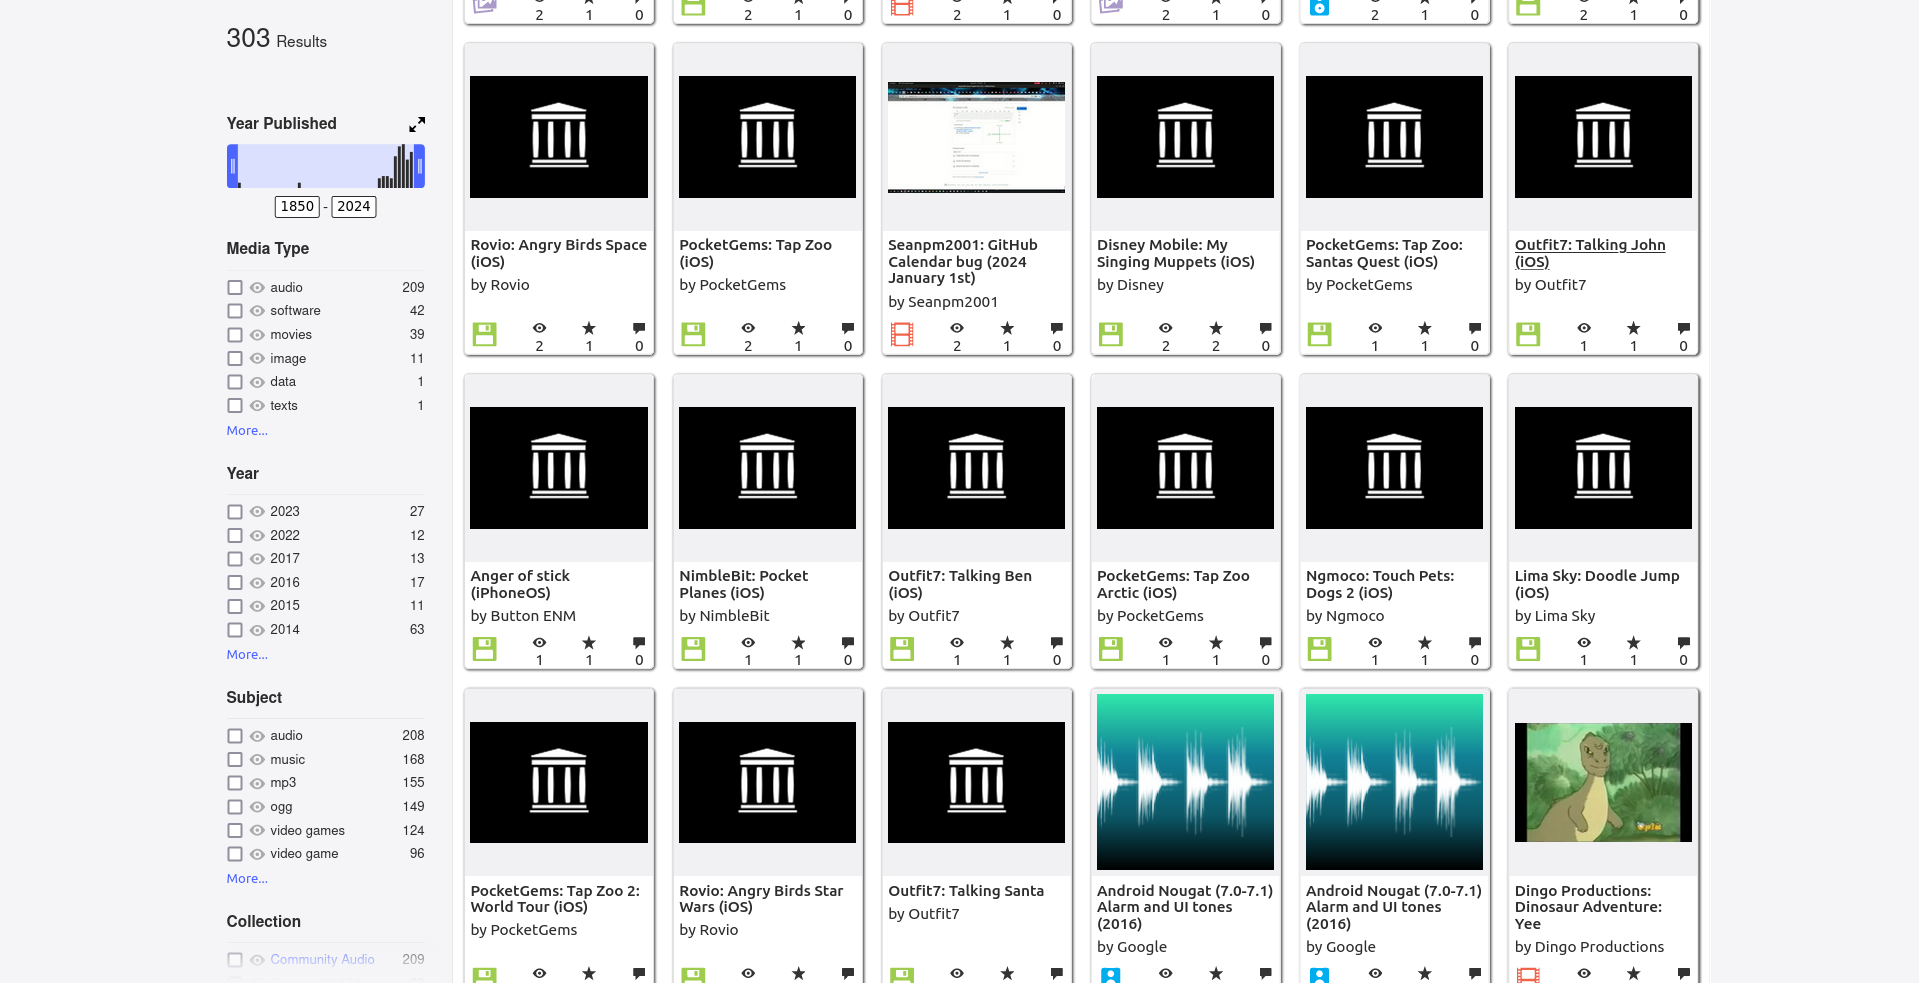 303 Results
Year Published
1850 - 2024
Media Type
audio 209
software 42
movies 39
image 11
data 1
texts 1
More...
Year
2023 27
2022 12
2017 13
2016 17
2015 11
2014 63
More...
Subject
audio 208
music 168
mp3 155
ogg 149
video games 124
video game 96
More...
Collection
Community Audio 209
2 1 0
2 1 0
2 1 0
2 1 0
2 1 0
2 1 0
Rovio: Angry Birds Space
(iOS)
by Rovio
2 1 0
PocketGems: Tap Zoo
(iOS)
by PocketGems
2 1 0
Seanpm2001: GitHub
Calendar bug (2024
January 1st)
by Seanpm2001
2 1 0
Disney Mobile: My
Singing Muppets (iOS)
by Disney
2 2 0
PocketGems: Tap Zoo:
Santas Quest (iOS)
by PocketGems
1 1 0
Outfit7: Talking John
(iOS)
by Outfit7
1 1 0
Anger of stick
(iPhoneOS)
by Button ENM
1 1 0
NimbleBit: Pocket
Planes (iOS)
by NimbleBit
1 1 0
Outfit7: Talking Ben
(iOS)
by Outfit7
1 1 0
PocketGems: Tap Zoo
Arctic (iOS)
by PocketGems
1 1 0
Ngmoco: Touch Pets:
Dogs 2 (iOS)
by Ngmoco
1 1 0
Lima Sky: Doodle Jump
(iOS)
by Lima Sky
1 1 0
PocketGems: Tap Zoo 2:
World Tour (iOS)
by PocketGems
Rovio: Angry Birds Star
Wars (iOS)
by Rovio
Outfit7: Talking Santa
by Outfit7
Android Nougat (7.0-7.1)
Alarm and UI tones
(2016)
by Google
Android Nougat (7.0-7.1)
Alarm and UI tones
(2016)
by Google
Dingo Productions:
Dinosaur Adventure:
Yee
by Dingo Productions